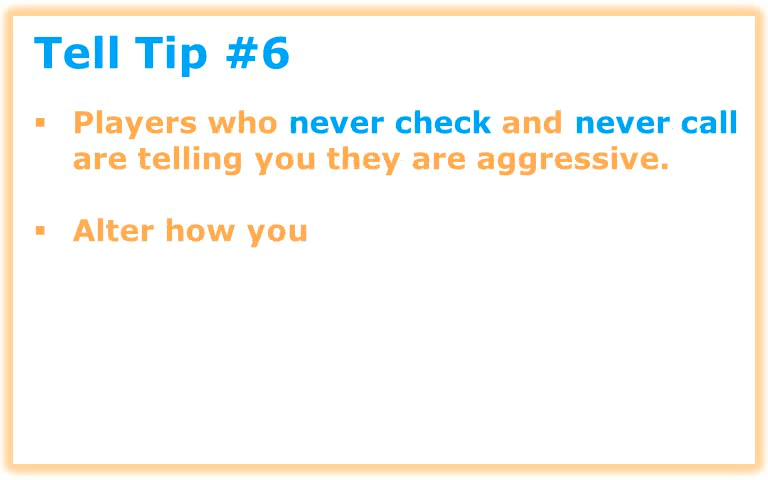 Tell Tip #6
▪ Players who never check and never call
are telling you they are aggressive.
▪ Alter how you